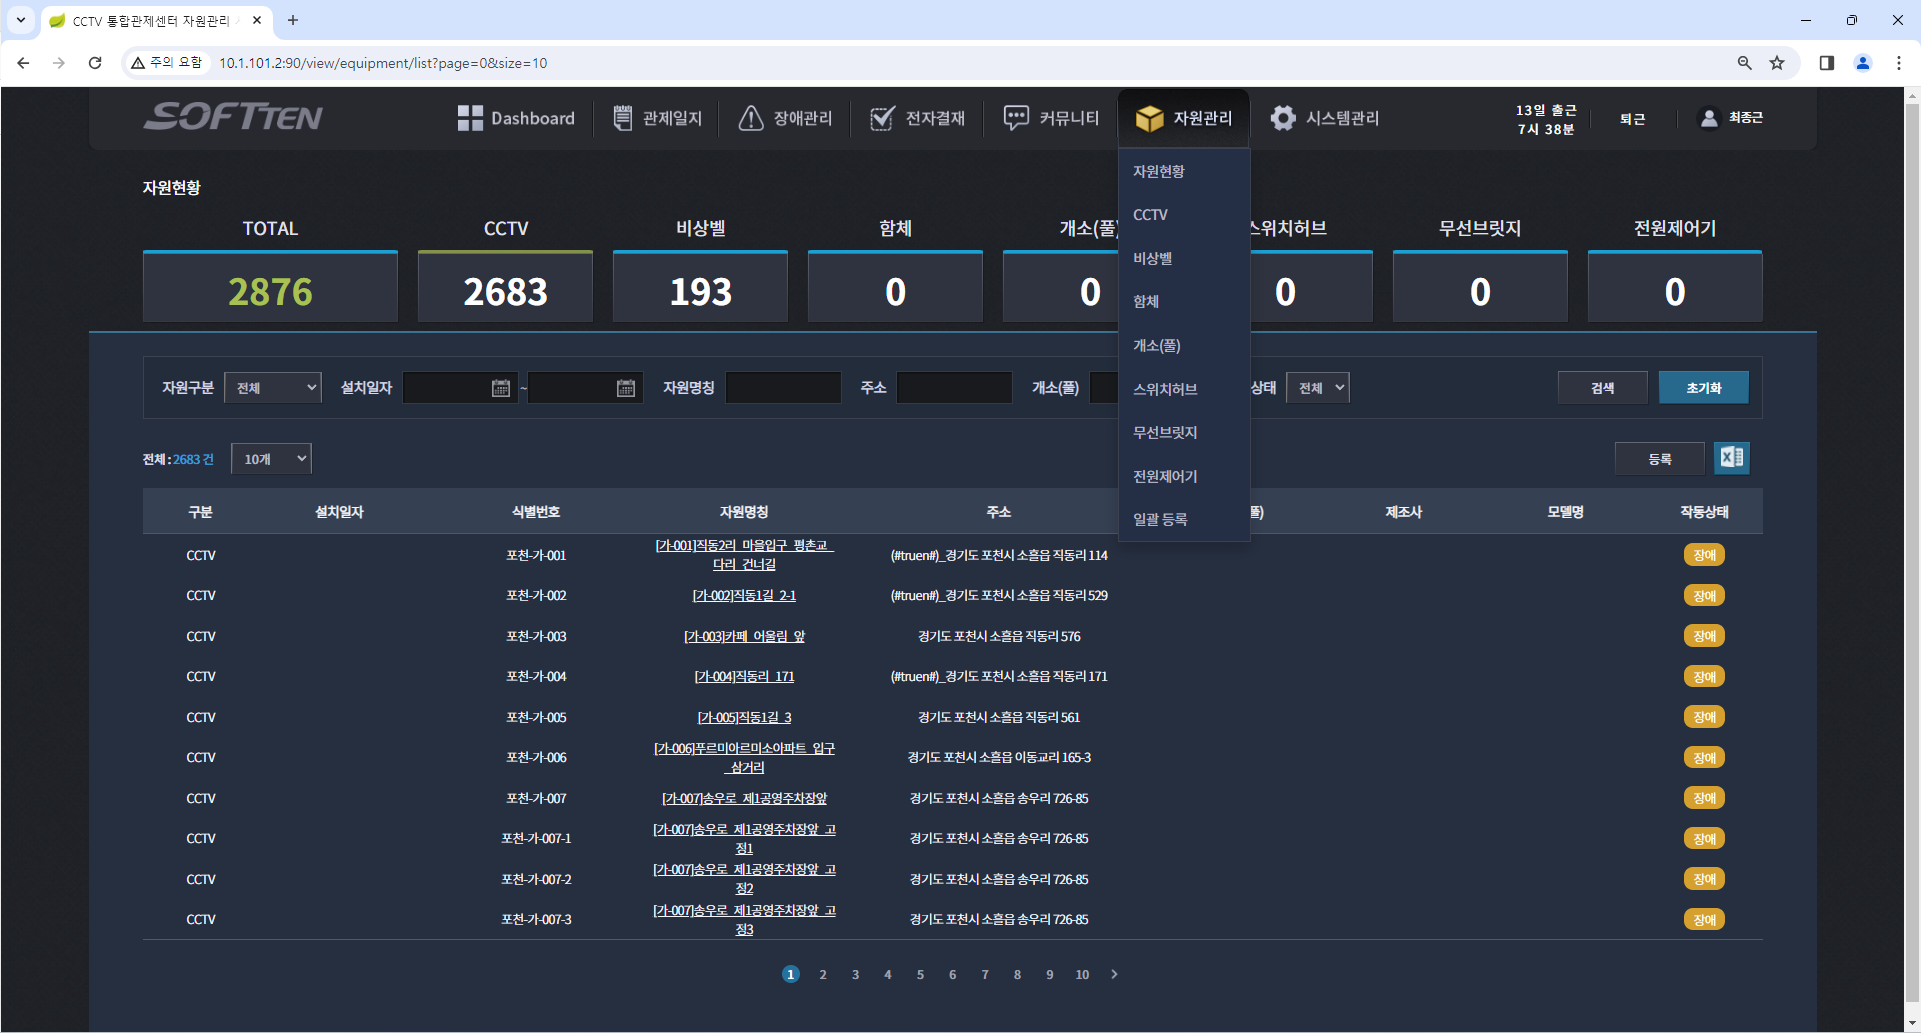 CCTV 통합관제센터 자원관리
주의 요함
10.1.101.2:90/view/equipment/list?page=0&size=10
SOFTTEN
Dashboard
관제일지
장애관리
전자결재
커뮤니티
자원관리
시스템관리
13일 출근
7시 38분
퇴근
최종근
자원현황
CCTV
비상벨
함체
개소(풀)
스위치허브
무선브릿지
전원제어기
일괄 등록
자원현황
TOTAL
CCTV
비상벨
함체
개소(풀)
스위치허브
무선브릿지
전원제어기
2876
2683
193
0
0
0
0
0
자원구분
전체
설치일자
~
자원명칭
주소
개소(풀)
상태
전체
검색
초기화
전체 : 2683 건
10개
등록
구분 설치일자 식별번호 자원명칭 주소 풀) 제조사 모델명 작동상태
CCTV 포천-가-001 [가-001]직동2리_마을입구_평촌교_ (#truen#)_경기도 포천시 소흘읍 직동리 114 장애
다리_건너길
CCTV 포천-가-002 [가-002]직동1길_2-1 (#truen#)_경기도 포천시 소흘읍 직동리 529 장애
CCTV 포천-가-003 [가-003]카페_어울림_앞 경기도 포천시 소흘읍 직동리 576 장애
CCTV 포천-가-004 [가-004]직동리_171 (#truen#)_경기도 포천시 소흘읍 직동리 171 장애
CCTV 포천-가-005 [가-005]직동1길_3 경기도 포천시 소흘읍 직동리 561 장애
CCTV 포천-가-006 [가-006]푸르미아르미소아파트_입구 경기도 포천시 소흘읍 이동교리 165-3 장애
_삼거리
CCTV 포천-가-007 [가-007]송우로_제1공영주차장앞 경기도 포천시 소흘읍 송우리 726-85 장애
CCTV 포천-가-007-1 [가-007]송우로_제1공영주차장앞_고 경기도 포천시 소흘읍 송우리 726-85 장애
정1
CCTV 포천-가-007-2 [가-007]송우로_제1공영주차장앞_고 경기도 포천시 소흘읍 송우리 726-85 장애
정2
CCTV 포천-가-007-3 [가-007]송우로_제1공영주차장앞_고 경기도 포천시 소흘읍 송우리 726-85 장애
정3
1 2 3 4 5 6 7 8 9 10 >